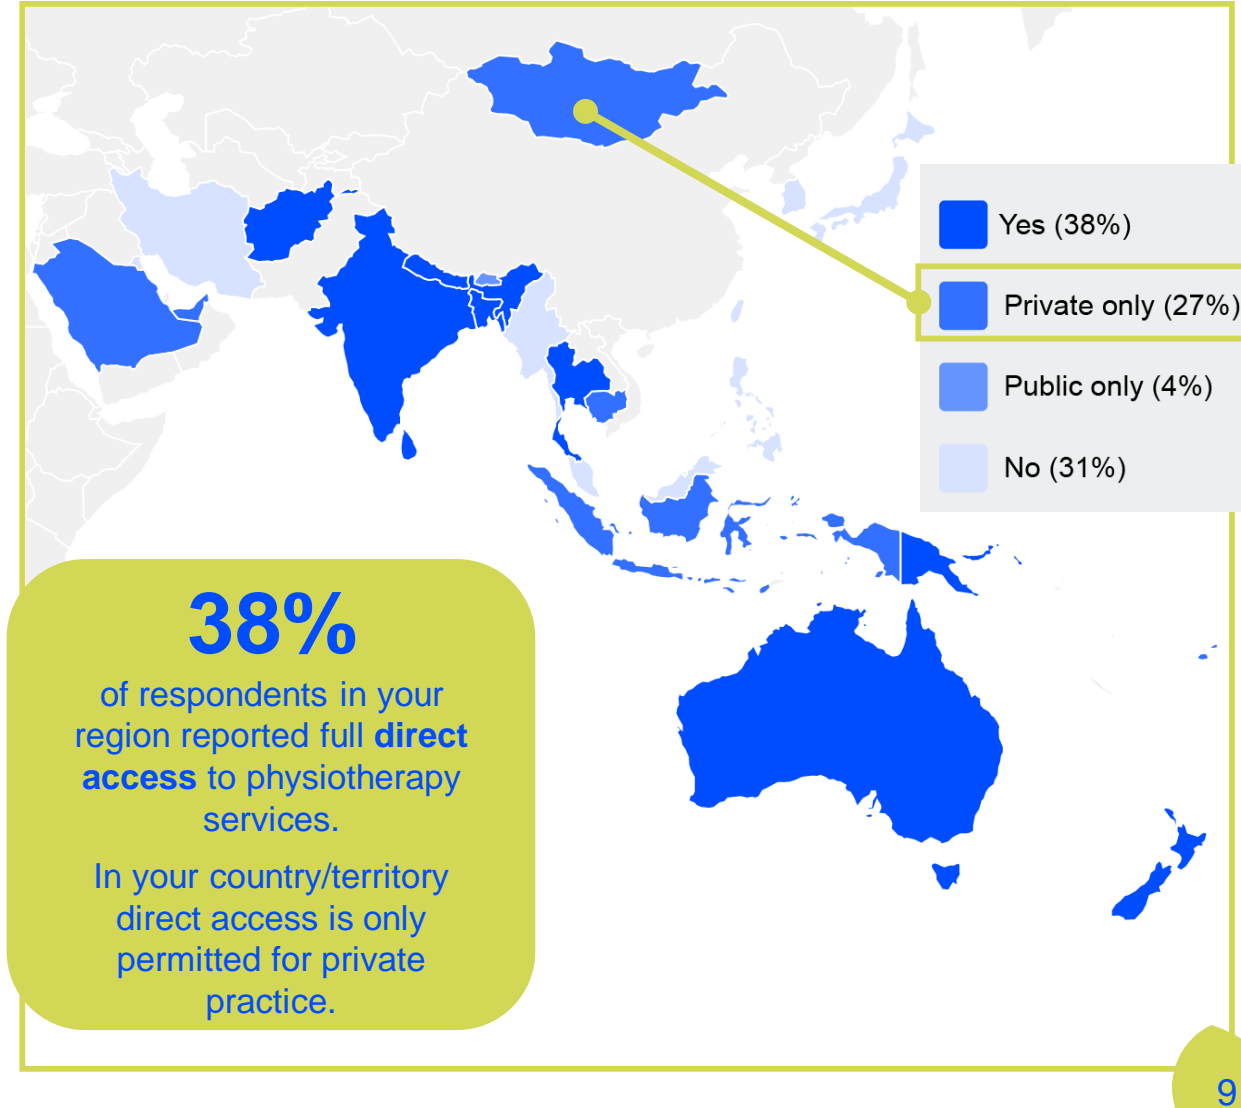 Yes (38%)
Private only (27%)
Public only (4%)
No (31%)
38%
of respondents in your
region reported full direct
access to physiotherapy
services.
In your country/territory
direct access is only
permitted for private
practice.
9